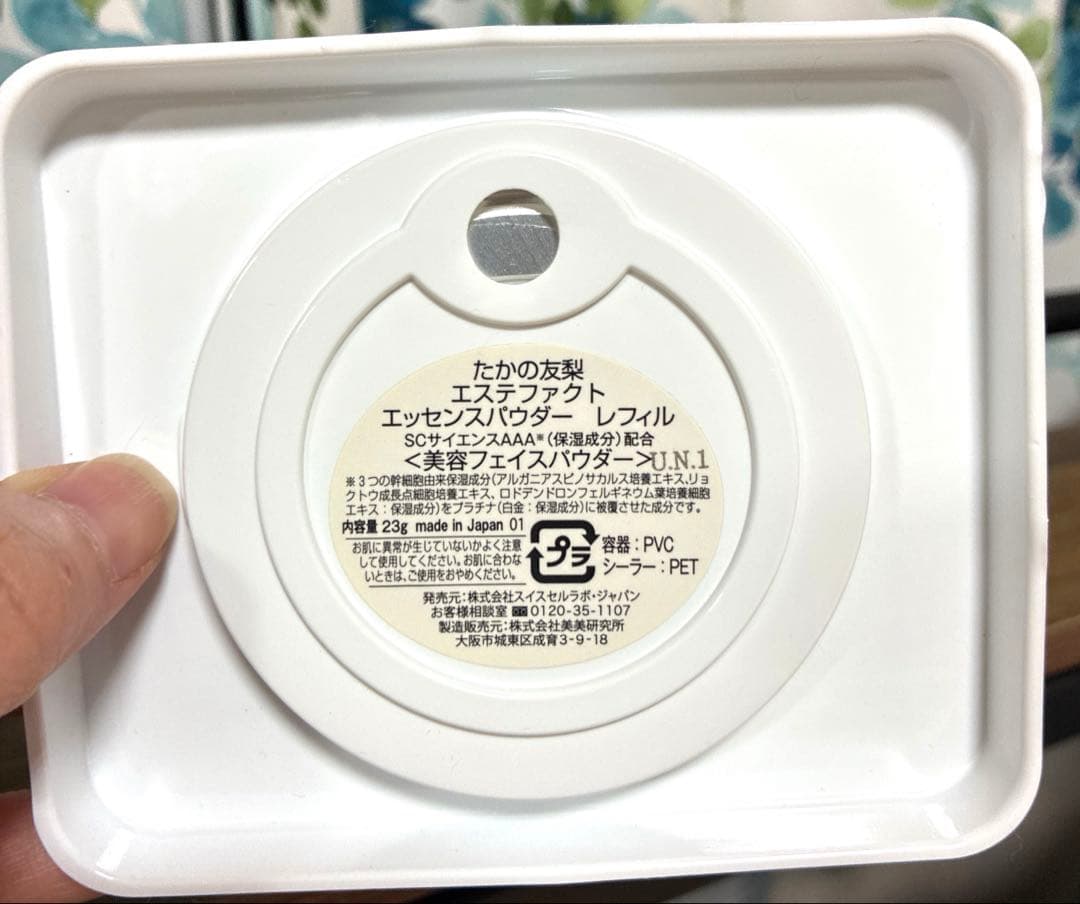 たかの友梨
エステファクト
エッセンスパウダー レフィル
SCサイエンスAAA※(保湿成分)配合
<美容フェイスパウダー>U.N.1
※3つの幹細胞由来保湿成分(アルガニアスピノサカルス培養エキス、リョ
クトウ成長点細胞培養エキス、ロドデンドロンフェルギネウム葉培養細胞
エキス:保湿成分)をプラチナ(白金:保湿成分)に被覆させた成分です。
内容量 23g made in Japan 01
お肌に異常が生じていないかよく注意
して使用してください。お肌に合わな
いときは、ご使用をおやめください。
プラ
容器:PVC
シーラー:PET
発売元:株式会社スイスセルラボ・ジャパン
お客様相談室 0120-35-1107
製造販売元:株式会社美美研究所
大阪市城東区成育3-9-18